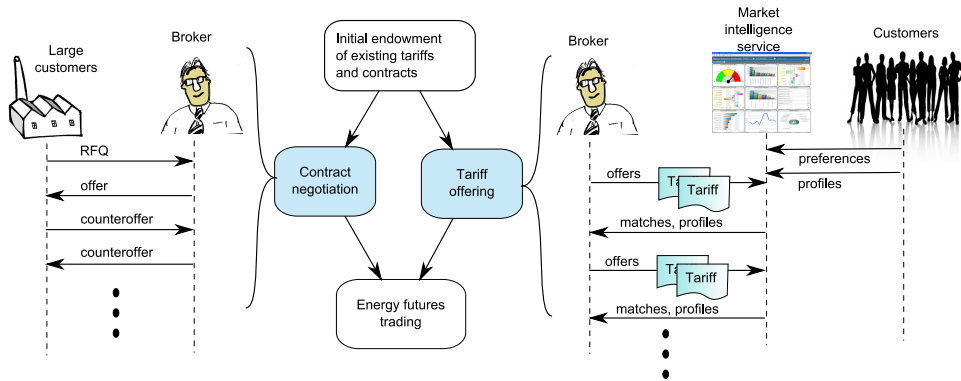 Large
customers
Broker
RFQ
offer
counteroffer
counteroffer
Initial endowment
of existing tariffs
and contracts
Contract
negotiation
Tariff
offering
Energy futures
trading
Broker
Market
intelligence
service
Customers
preferences
profiles
offers
Tariff
matches, profiles
offers
Tariff
matches, profiles